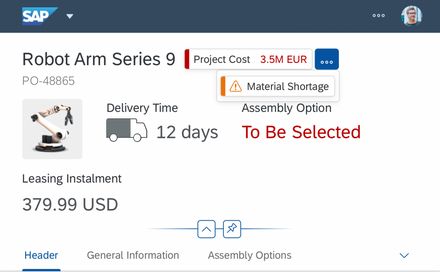 SAP
Robot Arm Series 9 Project Cost 3.5M EUR
PO-48865
Material Shortage
Delivery Time Assembly Option
12 days To Be Selected
Leasing Instalment
379.99 USD
Header General Information Assembly Options